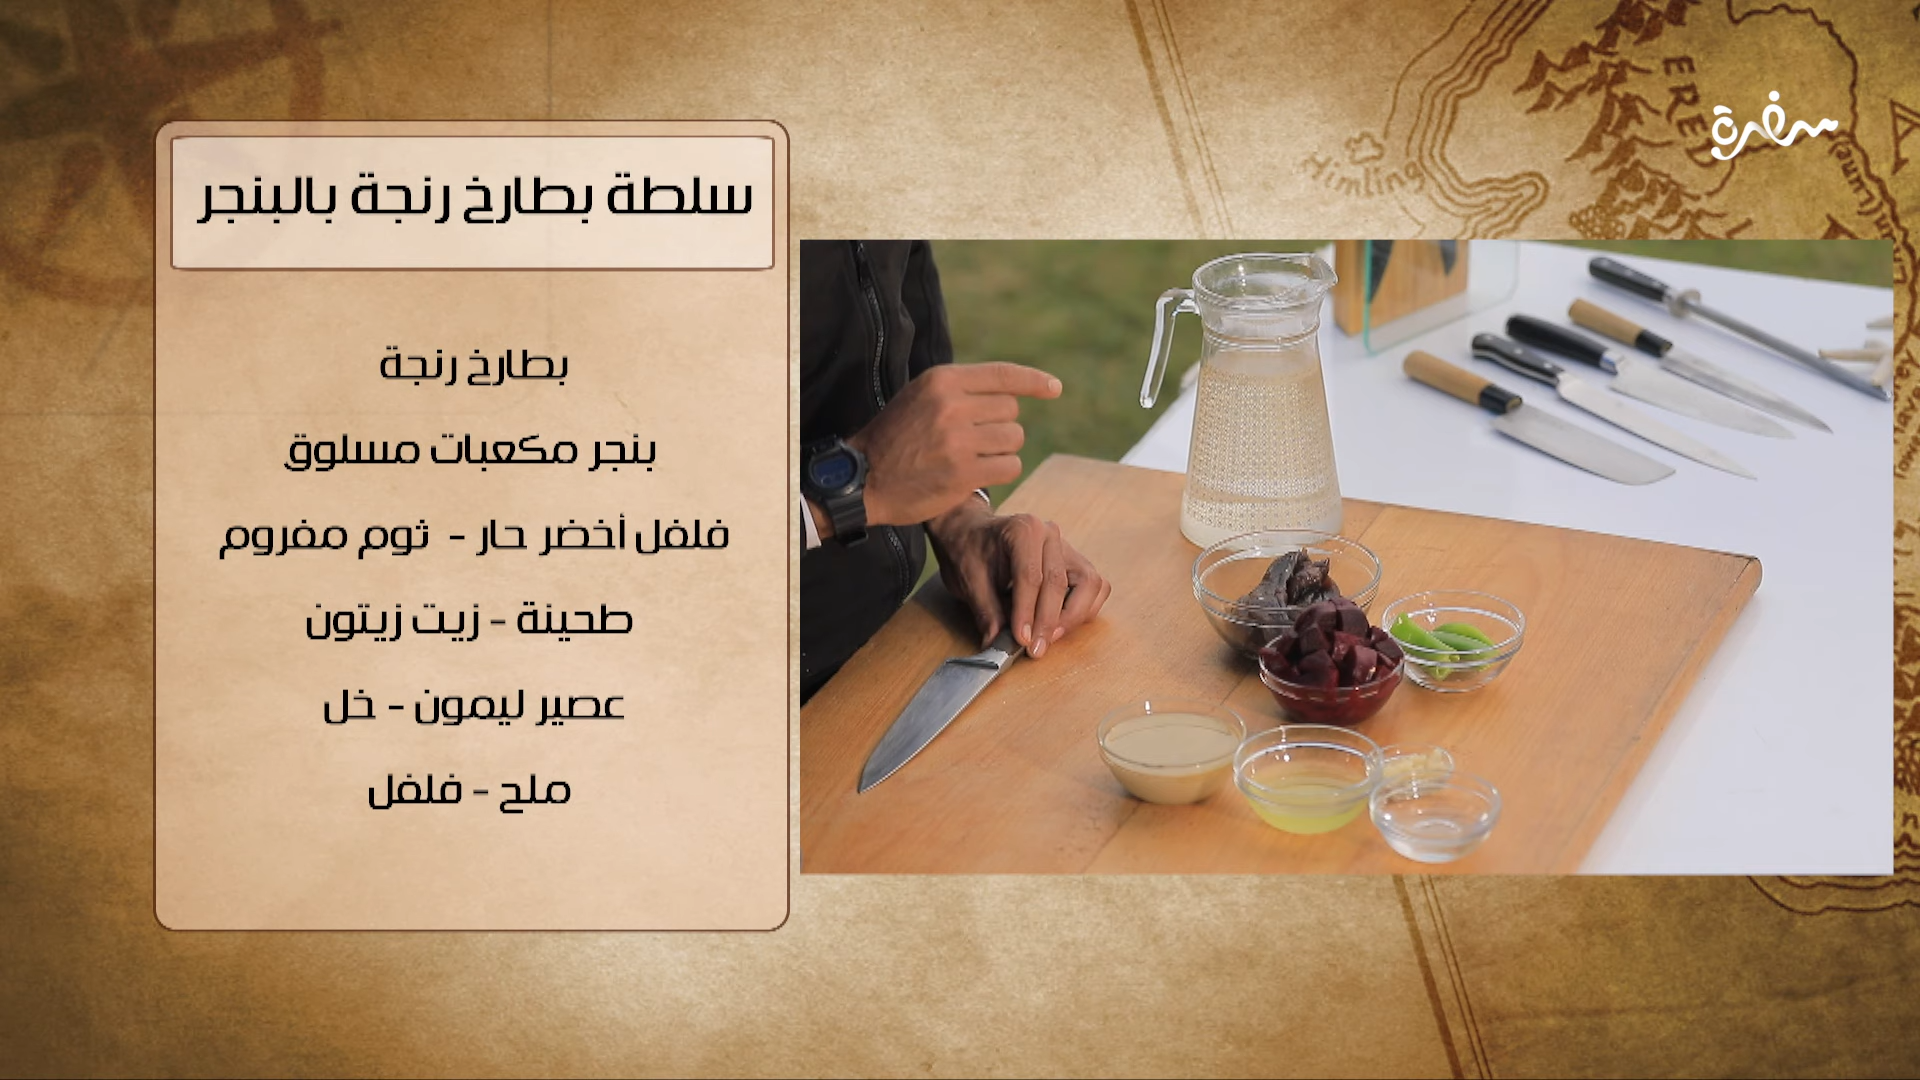 سفرة
سلطة بطارخ رنجة بالبنجر
بطارخ رنجة
بنجر مكعبات مسلوق
فلفل أخضر حار - ثوم مفروم
طحينة - زيت زيتون
عصير ليمون - خل
ملح - فلفل
Himling
ERE